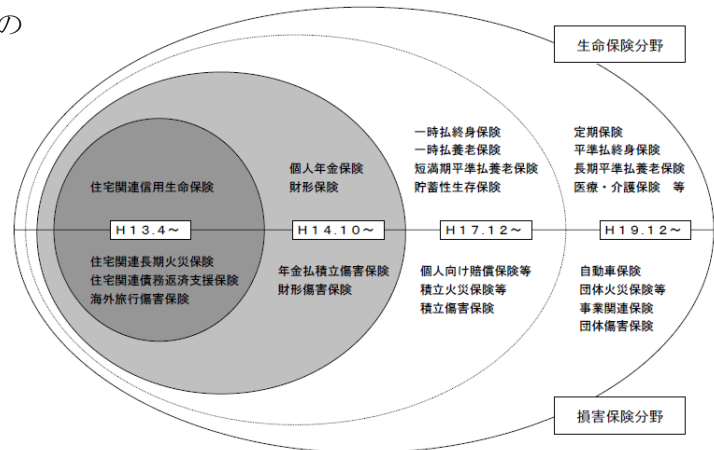 の
生命保険分野
住宅関連信用生命保険
個人年金保険
財形保険
一時払終身保険
一時払養老保険
短満期平準払養老保険
貯蓄性生存保険
定期保険
平準払終身保険
長期平準払養老保険
医療・介護保険　等
H13.4～
H14.10～
H17.12～
H19.12～
住宅関連長期火災保険
住宅関連債務返済支援保険
海外旅行傷害保険
年金払積立傷害保険
財形傷害保険
個人向け賠償保険等
積立火災保険等
積立傷害保険
自動車保険
団体火災保険等
事業関連保険
団体傷害保険
損害保険分野